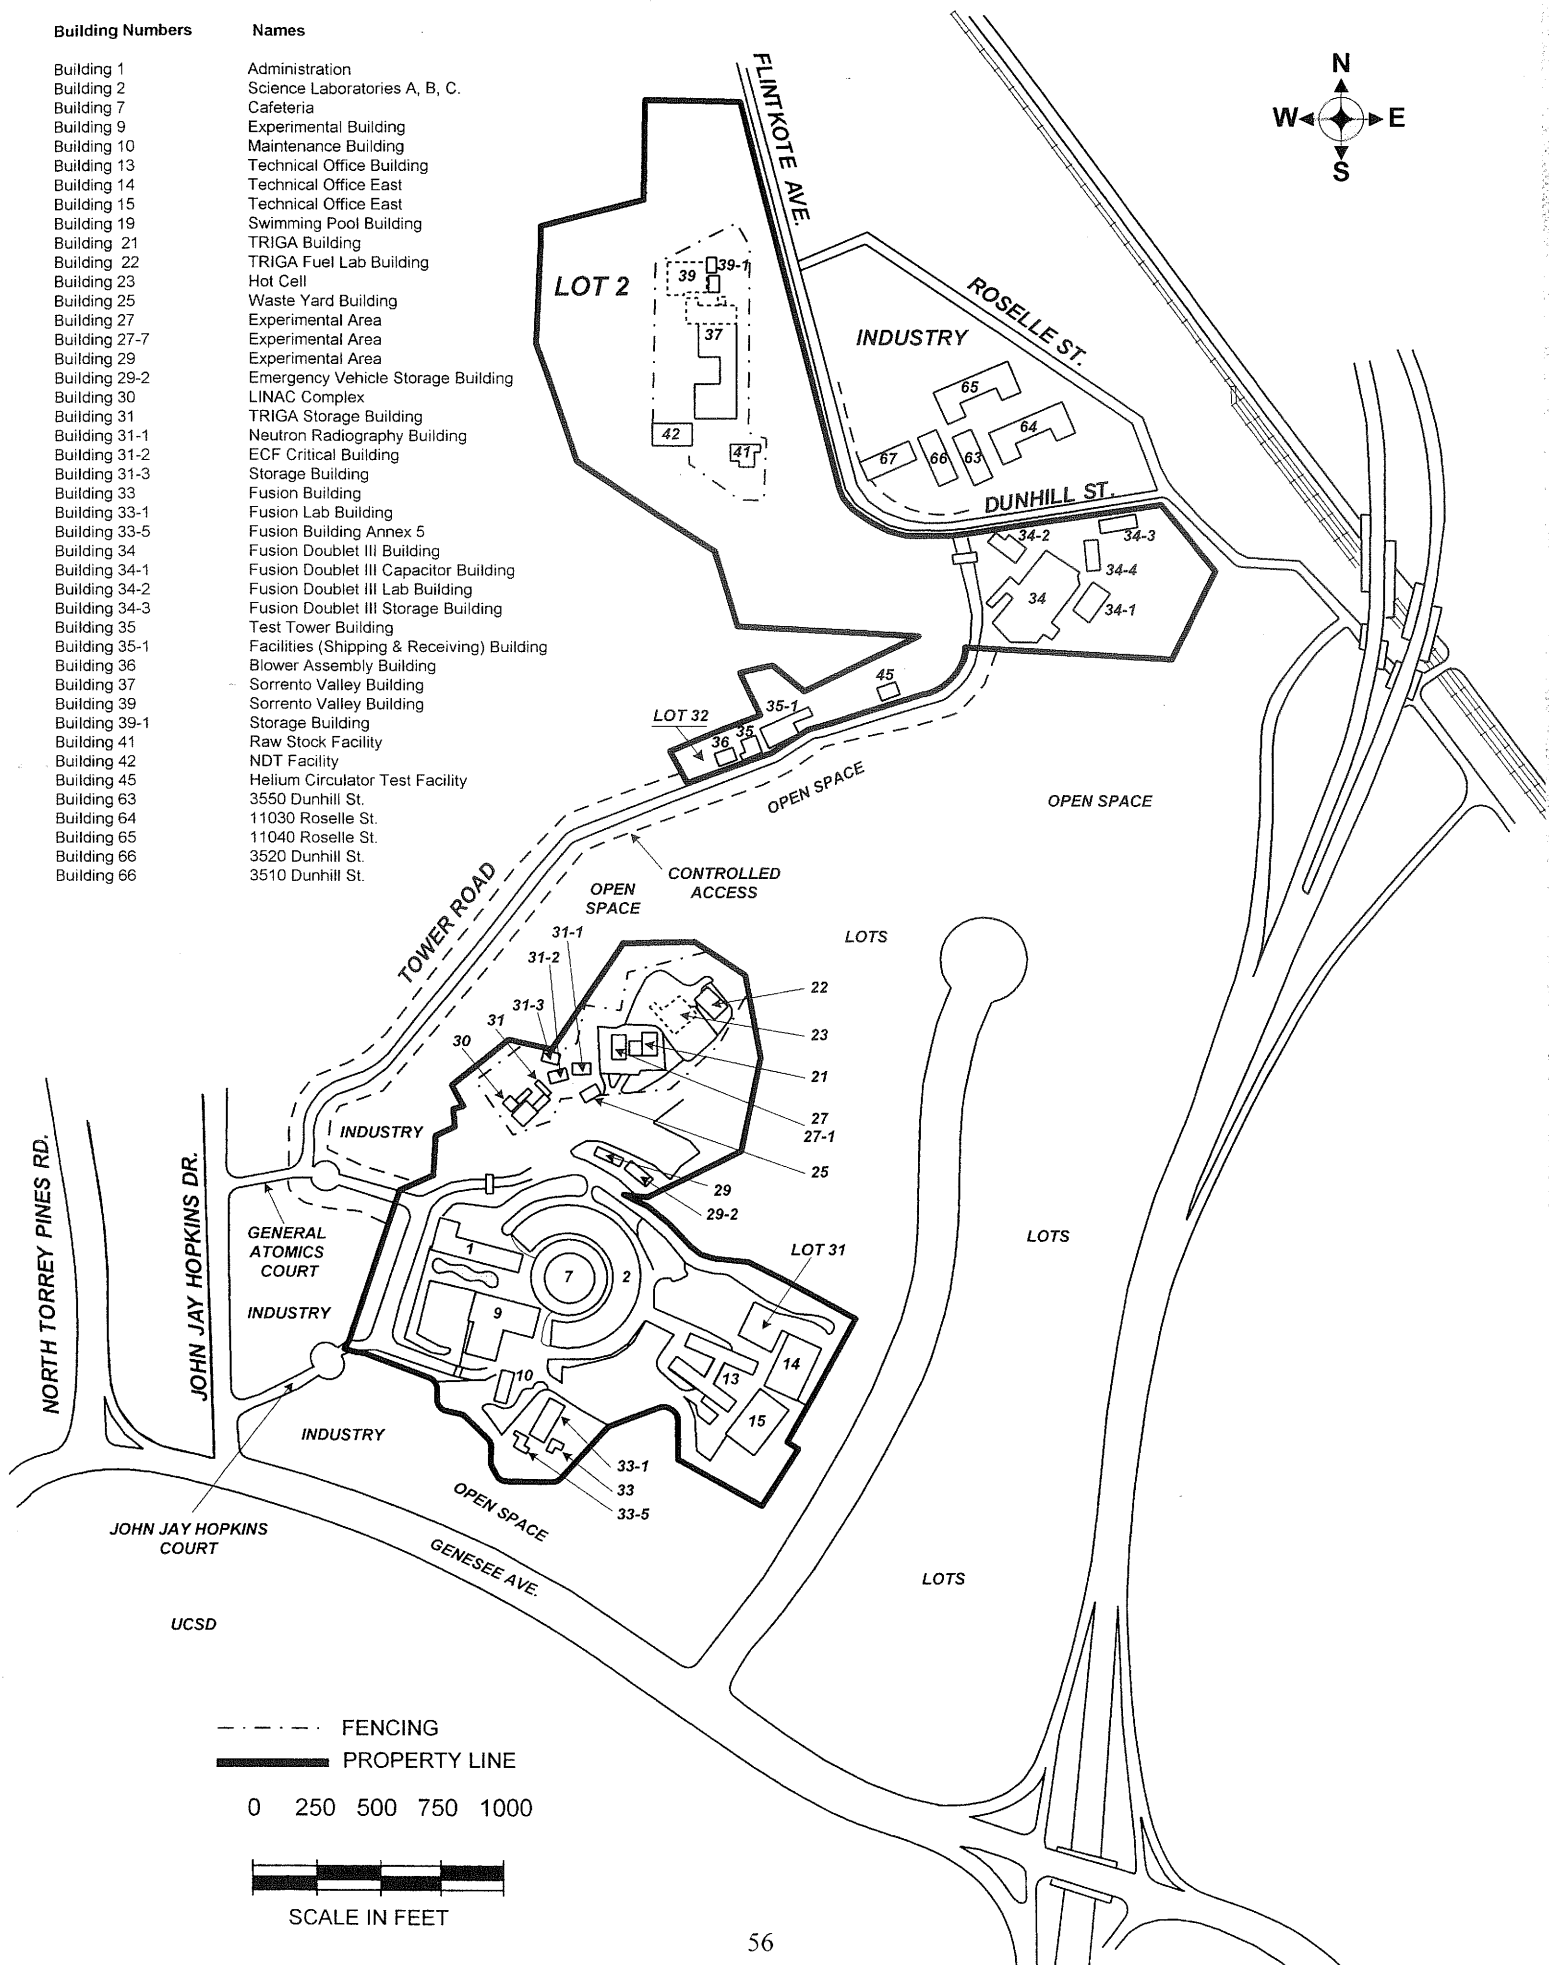 Building Numbers Names
Building 1 Administration
Building 2 Science Laboratories A, B, C.
Building 7 Cafeteria
Building 9 Experimental Building
Building 10 Maintenance Building
Building 13 Technical Office Building
Building 14 Technical Office East
Building 15 Technical Office East
Building 19 Swimming Pool Building
Building 21 TRIGA Building
Building 22 TRIGA Fuel Lab Building
Building 23 Hot Cell
Building 25 Waste Yard Building
Building 27 Experimental Area
Building 27-7 Experimental Area
Building 29 Experimental Area
Building 29-2 Emergency Vehicle Storage Building
Building 30 LINAC Complex
Building 31 TRIGA Storage Building
Building 31-1 Neutron Radiography Building
Building 31-2 ECF Critical Building
Building 31-3 Storage Building
Building 33 Fusion Building
Building 33-1 Fusion Lab Building
Building 33-5 Fusion Building Annex 5
Building 34 Fusion Doublet III Building
Building 34-1 Fusion Doublet III Capacitor Building
Building 34-2 Fusion Doublet III Lab Building
Building 34-3 Fusion Doublet III Storage Building
Building 35 Test Tower Building
Building 35-1 Facilities (Shipping & Receiving) Building
Building 36 Blower Assembly Building
Building 37 Sorrento Valley Building
Building 39 Sorrento Valley Building
Building 39-1 Storage Building
Building 41 Raw Stock Facility
Building 42 NDT Facility
Building 45 Helium Circulator Test Facility
Building 63 3550 Dunhill St.
Building 64 11030 Roselle St.
Building 65 11040 Roselle St.
Building 66 3520 Dunhill St.
Building 66 3510 Dunhill St.
N
W E
S
FLINTKOTE AVE.
39-1
39
LOT 2
ROSELLE ST.
37
INDUSTRY
65
64
42
41
67
66
63
DUNHILL ST.
34-2
34-3
34-4
34
34-1
45
35-1
LOT 32
36
35
OPEN SPACE
OPEN SPACE
CONTROLLED
ACCESS
TOWER ROAD
OPEN
SPACE
LOTS
31-1
31-2
31-3
31
30
22
23
21
27
27-1
25
INDUSTRY
29
29-2
NORTH TORREY PINES RD.
JOHN JAY HOPKINS DR.
GENERAL
ATOMICS
COURT
LOTS
1
7
2
LOT 31
INDUSTRY
9
14
13
10
15
INDUSTRY
33-1
33
33-5
OPEN SPACE
JOHN JAY HOPKINS
COURT
GENESEE AVE.
LOTS
UCSD
FENCING
PROPERTY LINE
0 250 500 750 1000
SCALE IN FEET
56